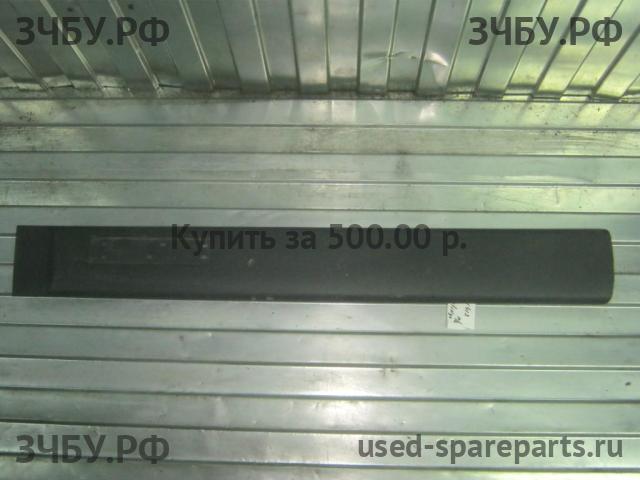 ЗЧБУ.РФ ЗЧБУ.РФ
Купить за 500.00 р.
ЗЧБУ.РФ used-spareparts.ru